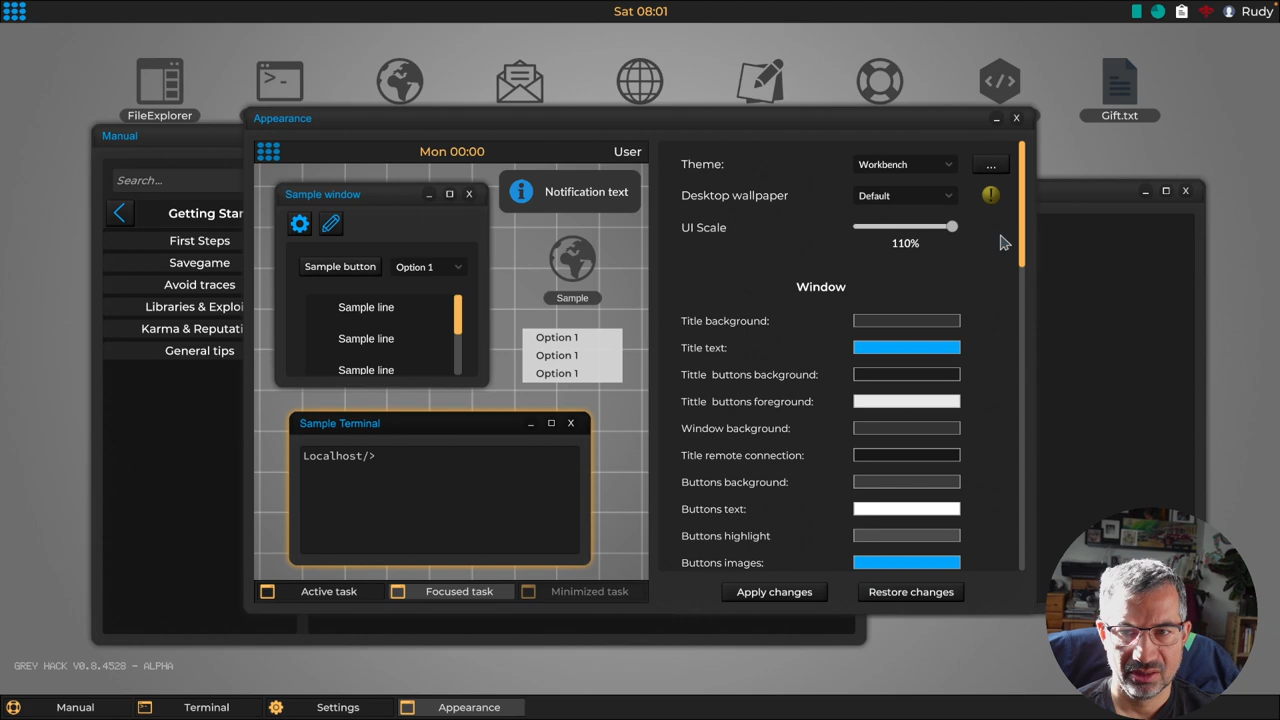 Sat 08:01
Rudy
FileExplorer
Gift.txt
Manual
Search...
Getting Star
First Steps
Savegame
Avoid traces
Libraries & Exploi
Karma & Reputati
General tips
Appearance
X
Mon 00:00
User
Sample window
X
Notification text
Sample button
Option 1
Sample line
Sample line
Sample line
Sample
Option 1
Option 1
Option 1
Sample Terminal
X
Localhost/>
Active task
Focused task
Minimized task
Theme:
Workbench
...
Desktop wallpaper
Default
UI Scale
110%
Window
Title background:
Title text:
Tittle buttons background:
Tittle buttons foreground:
Window background:
Title remote connection:
Buttons background:
Buttons text:
Buttons highlight
Buttons images:
Apply changes
Restore changes
X
GREY HACK V0.8.4528 - ALPHA
Manual
Terminal
Settings
Appearance